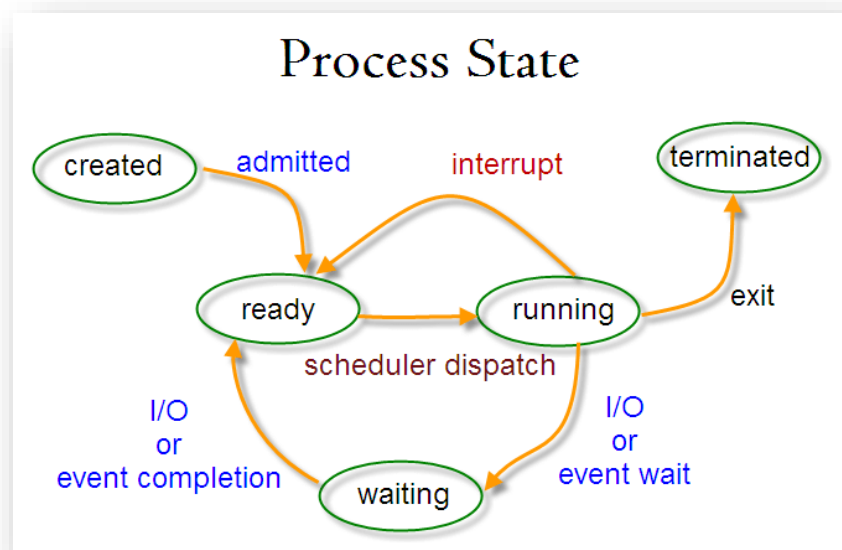 Process State
created
admitted
interrupt
terminated
ready
running
exit
scheduler dispatch
I/O
or
event completion
I/O
or
event wait
waiting